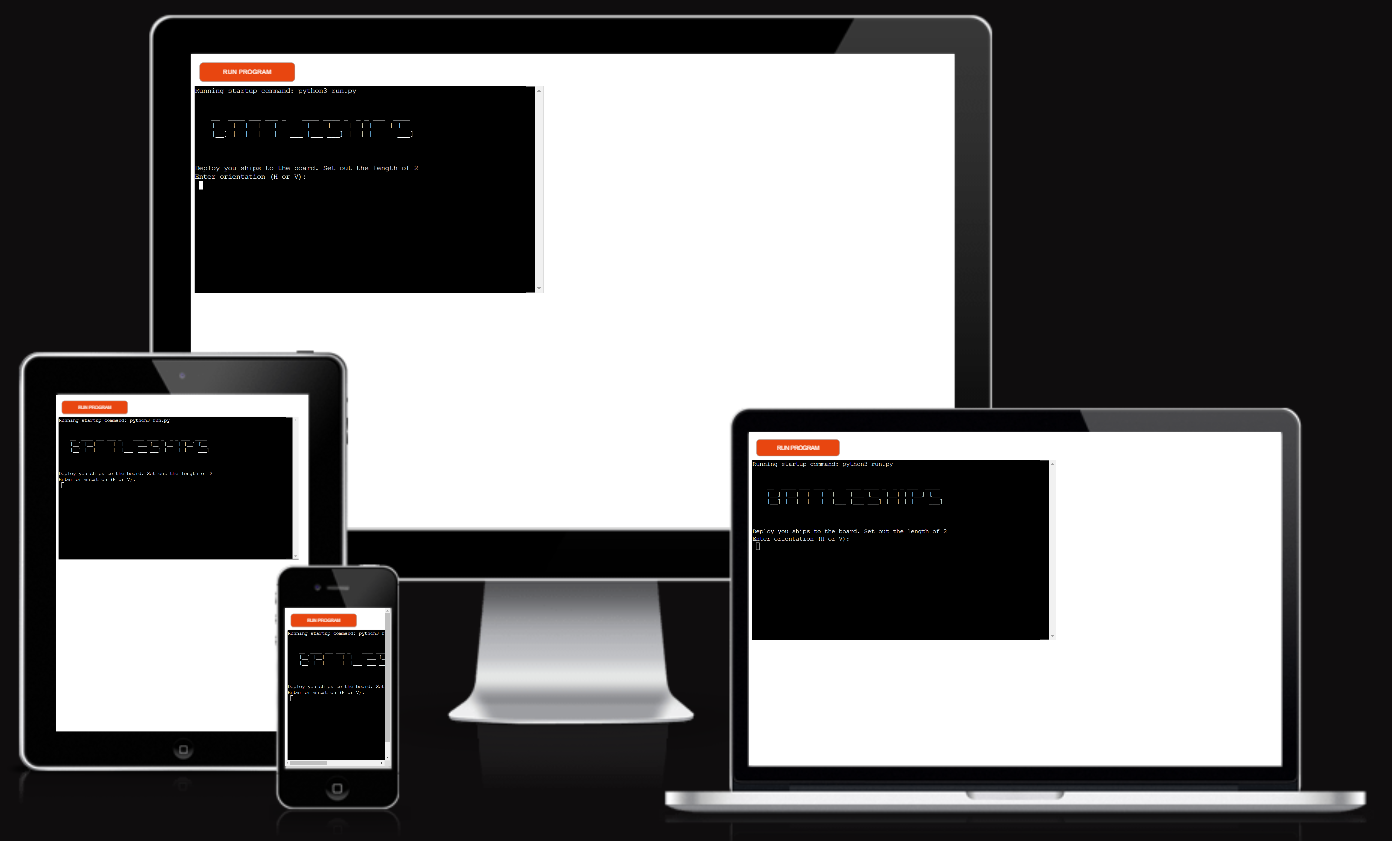 RUN PROGRAM
Running startup command: python3 run.py
BATTLESHIPS
Deploy you ships to the board. Set out the length of 2
Enter orientation (H or V):
RUN PROGRAM
Running startup command: python3 run.py
BATTLESHIPS
Deploy you ships to the board. Set out the length of 2
Enter orientation (H or V):
RUN PROGRAM
Running startup command: python3 run.py
BATTLESHIPS
Deploy you ships to the board. Set out the length of 2
Enter orientation (H or V):
RUN PROGRAM
Running startup command: python3 r
BATTLES
Deploy you ships to the board. Set
Enter orientation (H or V):